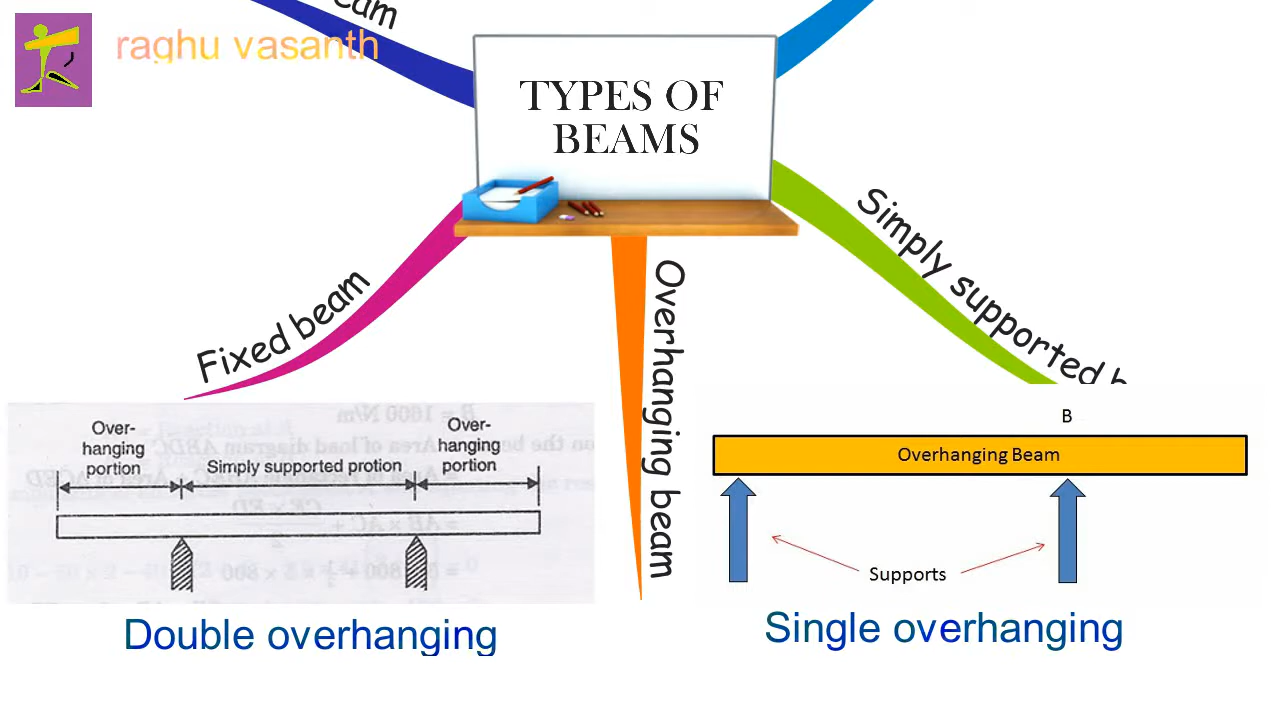 raghu vasanth
TYPES OF
BEAMS
Simply supported
Fixed beam
Overhanging beam
Over-
hanging
portion
Simply supported protion
Over-
hanging
portion
B = 1600 N/m
Double overhanging
B
Overhanging Beam
Supports
Single overhanging